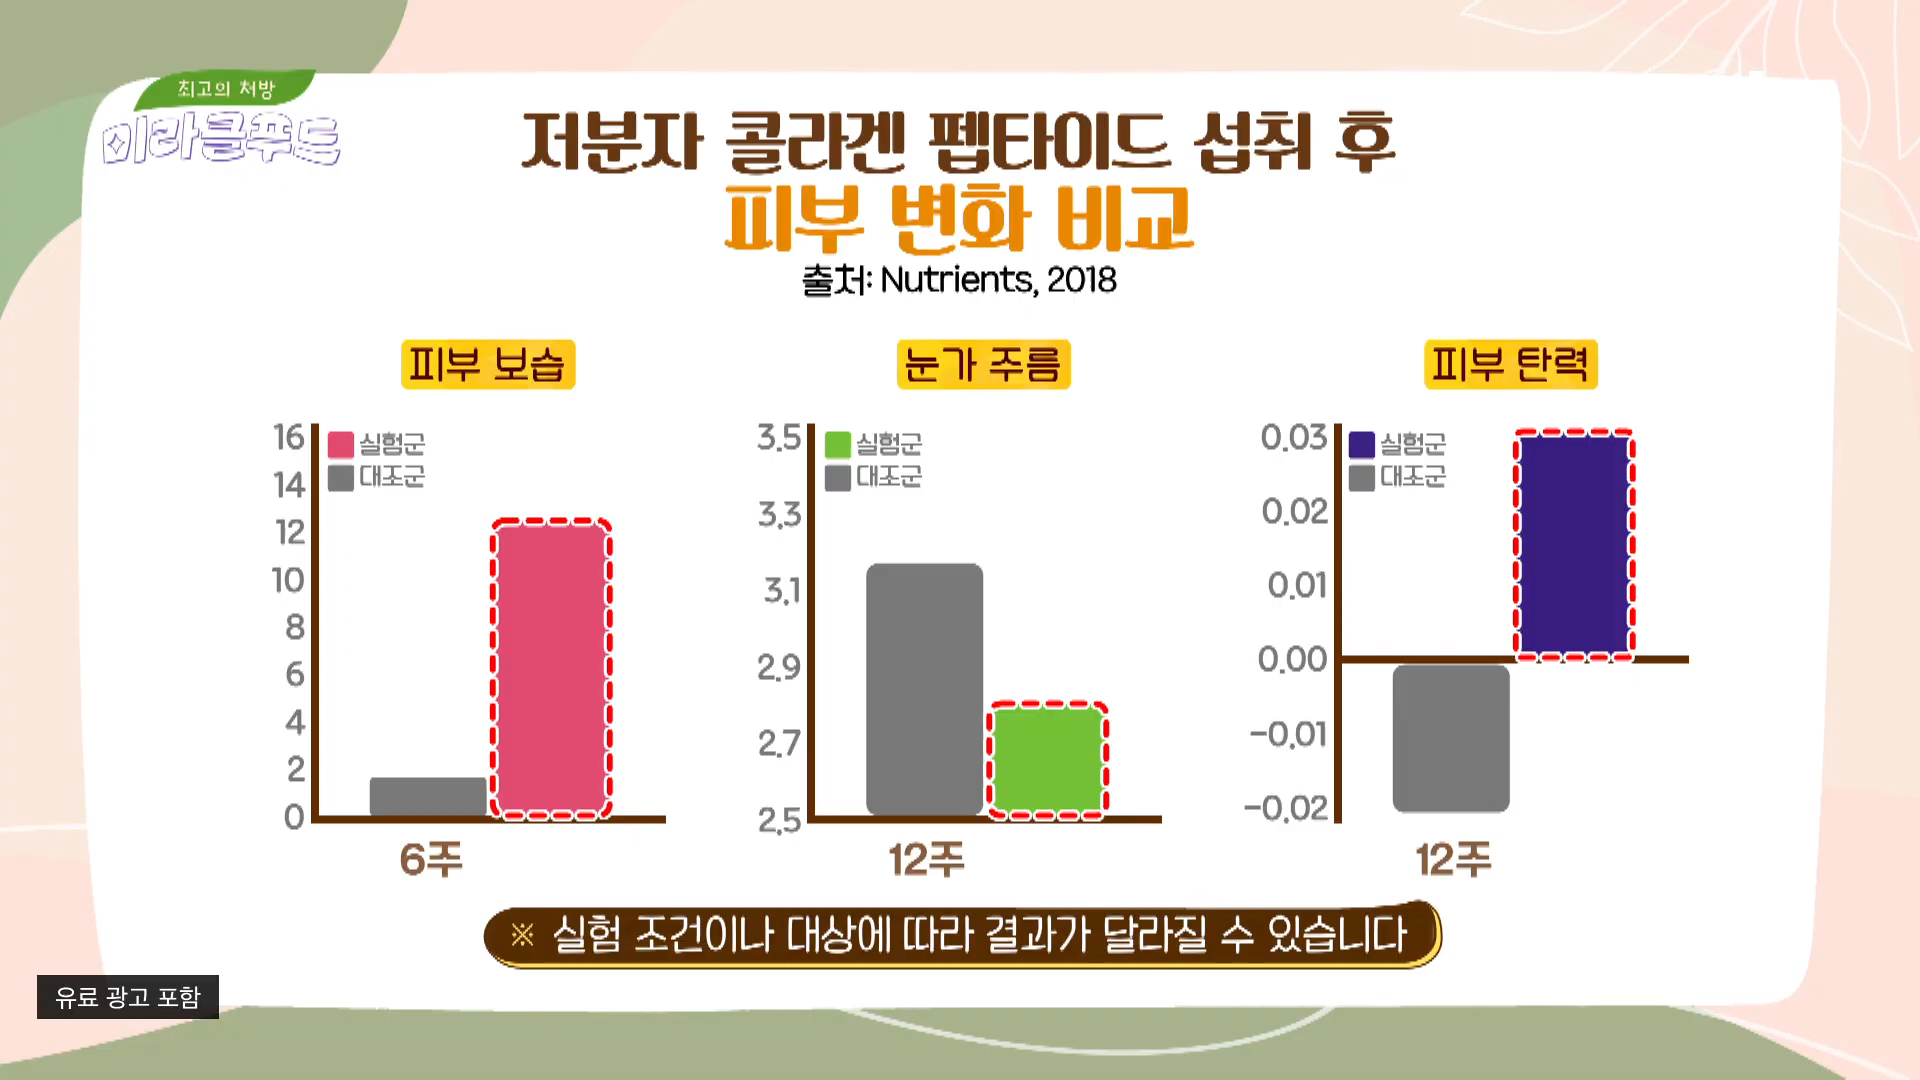 최고의 처방
미라클푸드
저분자 콜라겐 펩타이드 섭취 후
피부 변화 비교
출처: Nutrients, 2018
피부 보습
16
14
12
10
8
6
4
2
0
실험군
대조군
6주
눈가 주름
3.5
3.3
3.1
2.9
2.7
2.5
실험군
대조군
12주
피부 탄력
0.03
0.02
0.01
0.00
-0.01
-0.02
실험군
대조군
12주
※ 실험 조건이나 대상에 따라 결과가 달라질 수 있습니다
유료 광고 포함